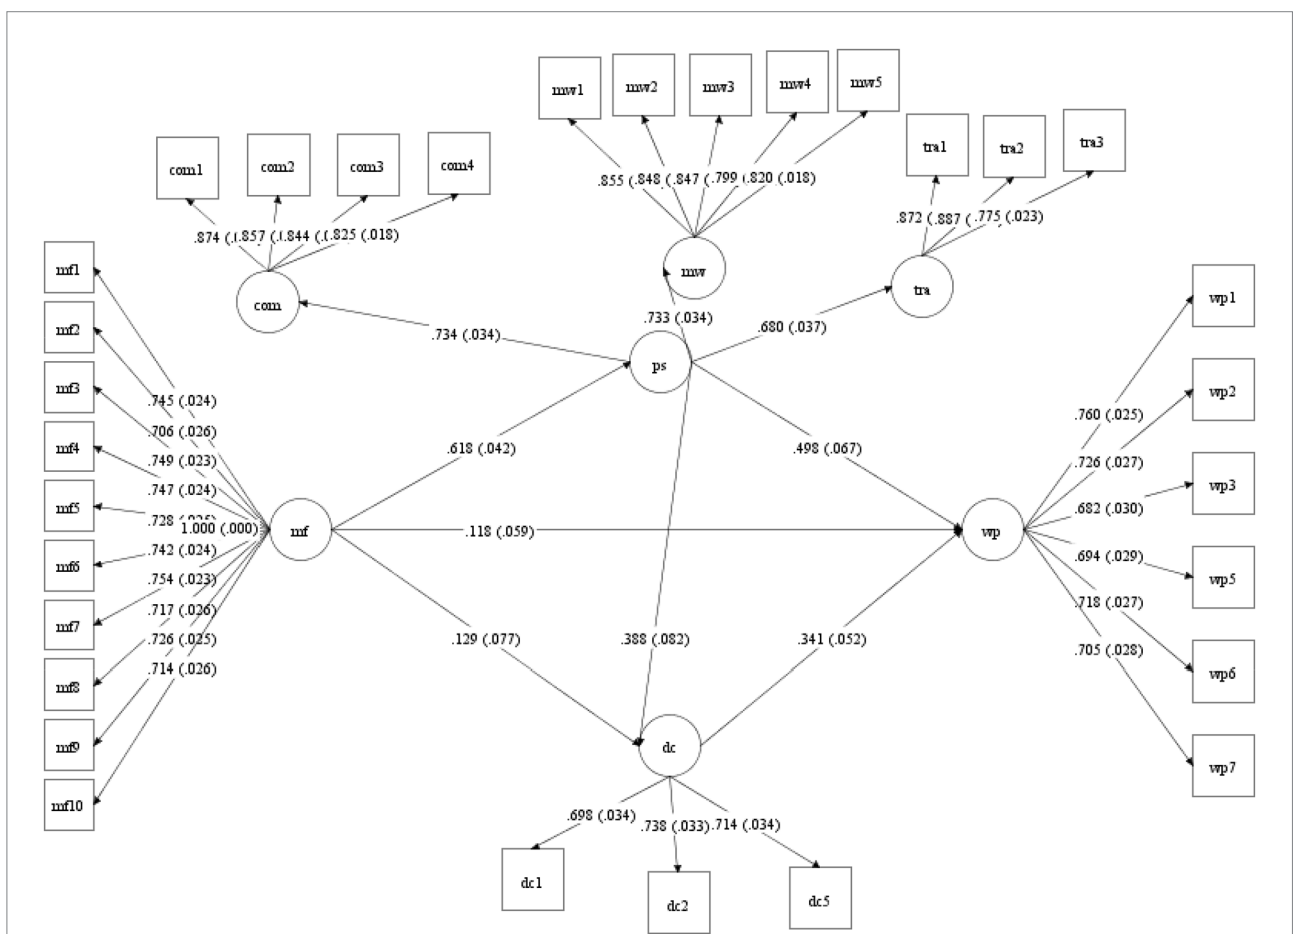 mw1 mw2 mw3 mw4 mw5
com1 com2 com3 com4
tra1 tra2 tra3
.855 ( .848 ( .847 ( .799 ( .820 (.018)
.872 ( .887 ( .775 (.023)
.874 ( .857 ( .844 ( .825 (.018)
mf1
mf2
mf3
mf4
mf5
mf6
mf7
mf8
mf9
mf10
com
mw
tra
.734 (.034)
.733 (.034)
.680 (.037)
ps
.745 (.024)
.706 (.026)
.749 (.023)
.747 (.024)
.728
1.000 (.000)
.742 (.024)
.754 (.023)
.717 (.026)
.726 (.025)
.714 (.026)
mf
.618 (.042)
.498 (.067)
.118 (.059)
.129 (.077)
.388 (.082)
.341 (.052)
wp
.760 (.025)
.726 (.027)
.682 (.030)
.694 (.029)
.718 (.027)
.705 (.028)
wp1
wp2
wp3
wp5
wp6
wp7
dc
.698 (.034)
.738 (.033)
.714 (.034)
dc1
dc2
dc5